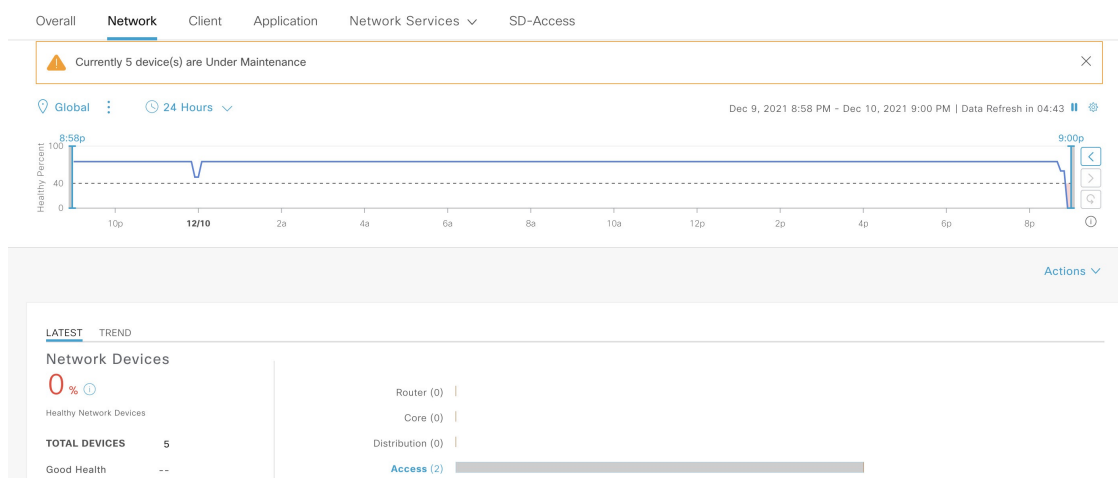 Overall Network Client Application Network Services SD-Access
Currently 5 device(s) are Under Maintenance
Global 24 Hours Dec 9, 2021 8:58 PM - Dec 10, 2021 9:00 PM | Data Refresh in 04:43
8:58p 9:00p
Healthy Percent
100
40
0
10p 12/10 2a 4a 6a 8a 10a 12p 2p 4p 6p 8p
Actions
LATEST TREND
Network Devices
0 %
Healthy Network Devices
TOTAL DEVICES 5
Good Health --
Router (0)
Core (0)
Distribution (0)
Access (2)